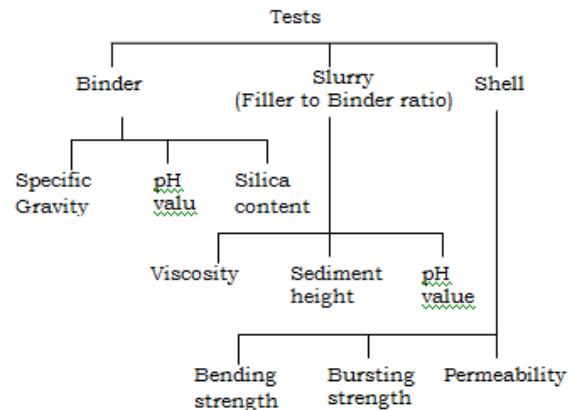 Tests
Binder
Slurry
(Filler to Binder ratio)
Shell
Specific
Gravity
pH
valu
Silica
content
Viscosity
Sediment
height
pH
value
Bending
strength
Bursting
strength
Permeability